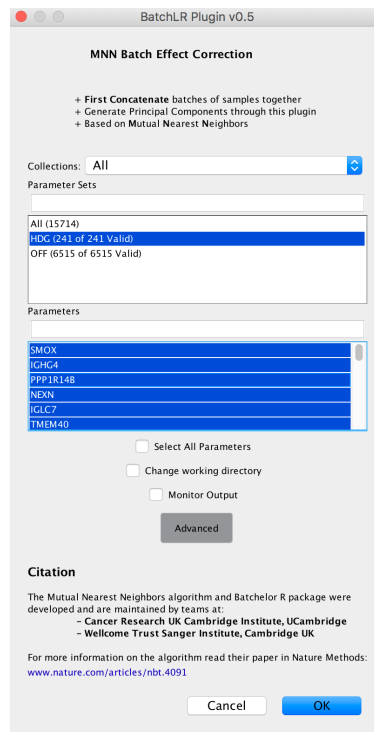 BatchLR Plugin v0.5
MNN Batch Effect Correction
+ First Concatenate batches of samples together
+ Generate Principal Components through this plugin
+ Based on Mutual Nearest Neighbors
Collections: All
Parameter Sets
All (15714)
HDG (241 of 241 Valid)
OFF (6515 of 6515 Valid)
Parameters
SMOX
IGHG4
PPP1R14B
NEXN
IGLC7
TMEM40
Select All Parameters
Change working directory
Monitor Output
Advanced
Citation
The Mutual Nearest Neighbors algorithm and Batchelor R package were
developed and are maintained by teams at:
– Cancer Research UK Cambridge Institute, UCambridge
– Wellcome Trust Sanger Institute, Cambridge UK
For more information on the algorithm read their paper in Nature Methods:
www.nature.com/articles/nbt.4091
Cancel OK